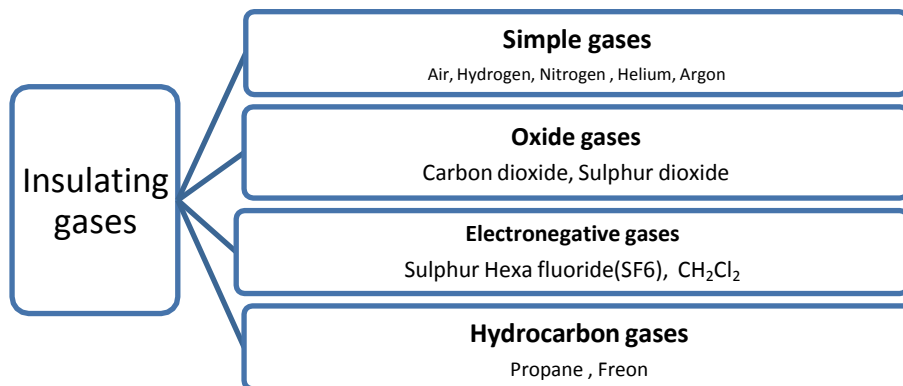 Insulating
gases
Simple gases
Air, Hydrogen, Nitrogen , Helium, Argon
Oxide gases
Carbon dioxide, Sulphur dioxide
Electronegative gases
Sulphur Hexa fluoride(SF6), CH₂Cl₂
Hydrocarbon gases
Propane , Freon